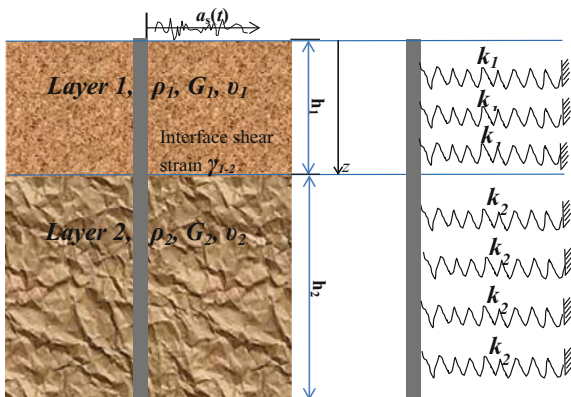 aₛ(t)
Layer 1, ρ₁, G₁, υ₁
Interface shear
strain γ₁₋₂
h₁
z
k₁
k₁
k₁
Layer 2, ρ₂, G₂, υ₂
h₂
k₂
k₂
k₂
k₂